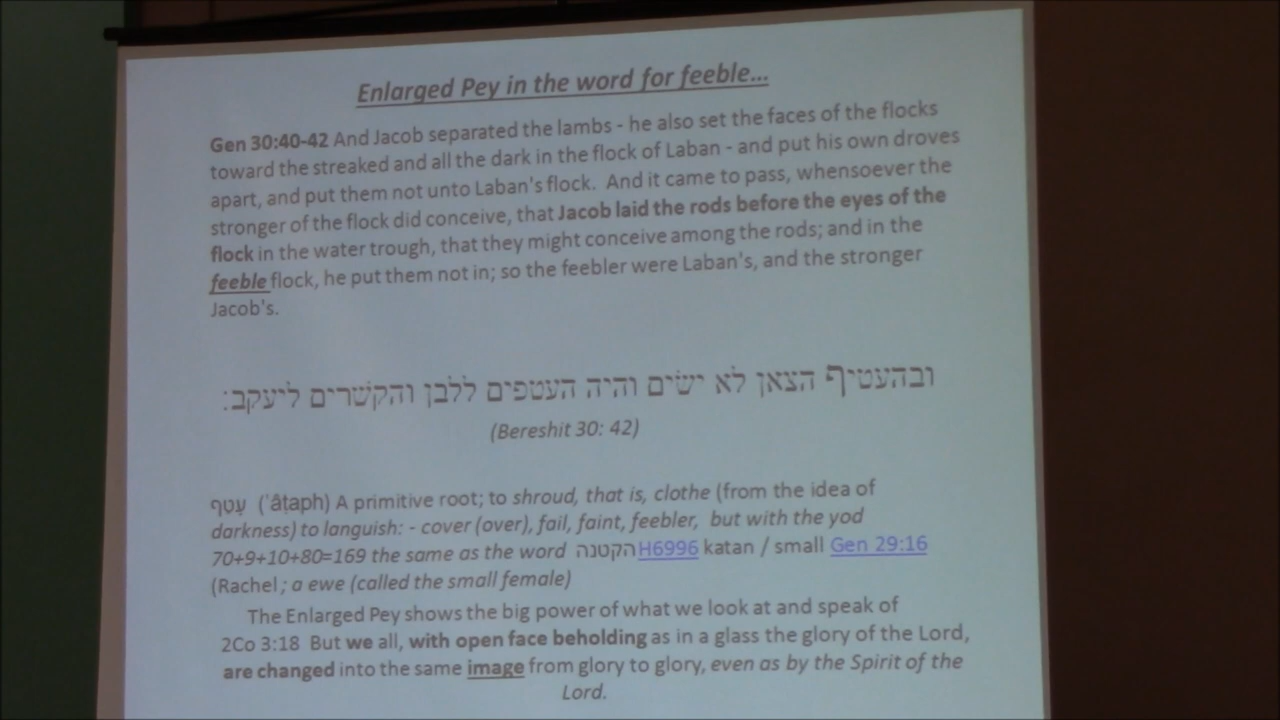 Enlarged Pey in the word for feeble...
Gen 30:40-42 And Jacob separated the lambs - he also set the faces of the flocks
toward the streaked and all the dark in the flock of Laban - and put his own droves
apart, and put them not unto Laban's flock.  And it came to pass, whensoever the
stronger of the flock did conceive, that Jacob laid the rods before the eyes of the
flock in the water trough, that they might conceive among the rods; and in the
feeble flock, he put them not in; so the feebler were Laban's, and the stronger
Jacob's.
ובהעטיף הצאן לא ישׂים והיה העטפים ללבן והקשׁרים ליעקב׃
(Bereshit 30: 42)
עָטַף  (ʻâṭaph) A primitive root; to shroud, that is, clothe (from the idea of
darkness) to languish: - cover (over), fail, faint, feebler,  but with the yod
70+9+10+80=169 the same as the word  הקטנה H6996 katan / small Gen 29:16
(Rachel; a ewe (called the small female)
The Enlarged Pey shows the big power of what we look at and speak of
2Co 3:18  But we all, with open face beholding as in a glass the glory of the Lord,
are changed into the same image from glory to glory, even as by the Spirit of the
Lord.